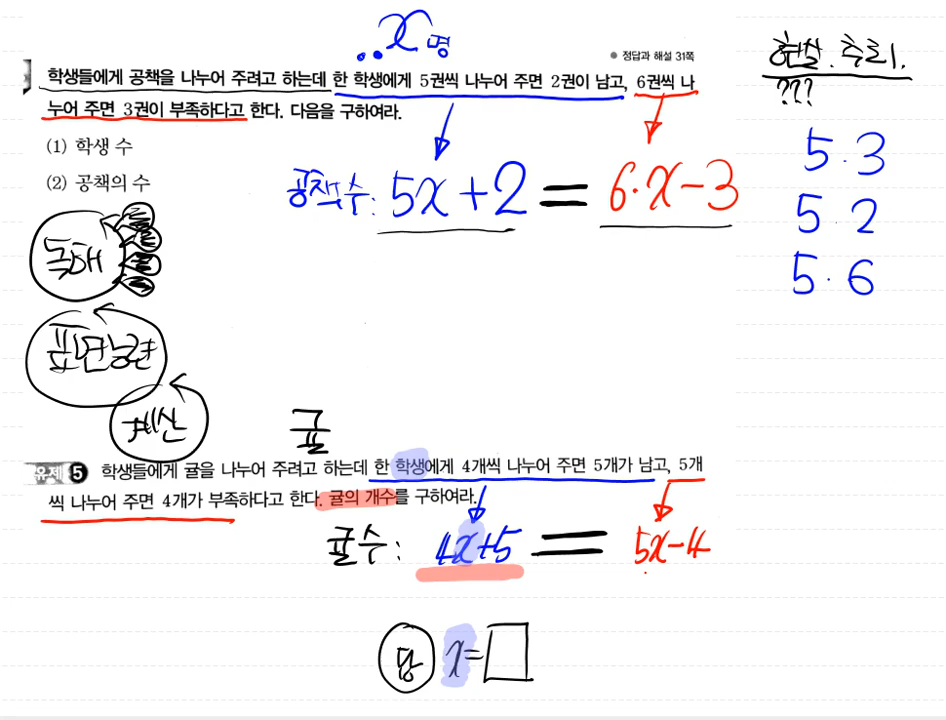 x명
● 정답과 해설 31쪽
현실. 추리.
???
학생들에게 공책을 나누어 주려고 하는데 한 학생에게 5권씩 나누어 주면 2권이 남고, 6권씩 나
누어 주면 3권이 부족하다고 한다. 다음을 구하여라.
(1) 학생 수
(2) 공책의 수
공책수: 5x+2 = 6·x-3
5·3
5·2
5·6
독해
표면능력
계산
귤
유제 5 학생들에게 귤을 나누어 주려고 하는데 한 학생에게 4개씩 나누어 주면 5개가 남고, 5개
씩 나누어 주면 4개가 부족하다고 한다. 귤의 개수를 구하여라.
귤수: 4x+5 = 5x-4
답 x=